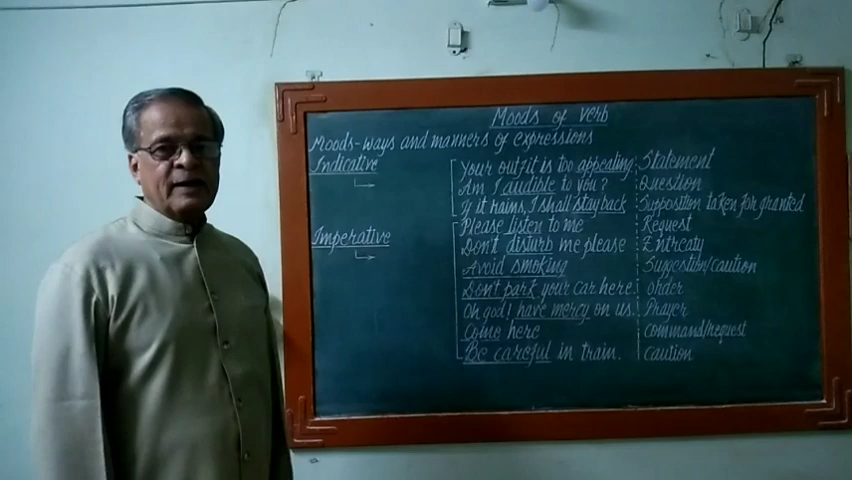 Moods of verb
Moods-ways and manners of expressions
Indicative
Your outfit is too appealing: Statement
Am I audible to you? Question
If it hains, I shall stay back Supposition taken for granted
Imperative
Please listen to me Request
Don't disturb me please Entreaty
Avoid smoking Suggestion/caution
Don't park your car here. order
Oh god! have mercy on us. Prayer
Come here command/request
Be careful in train. caution